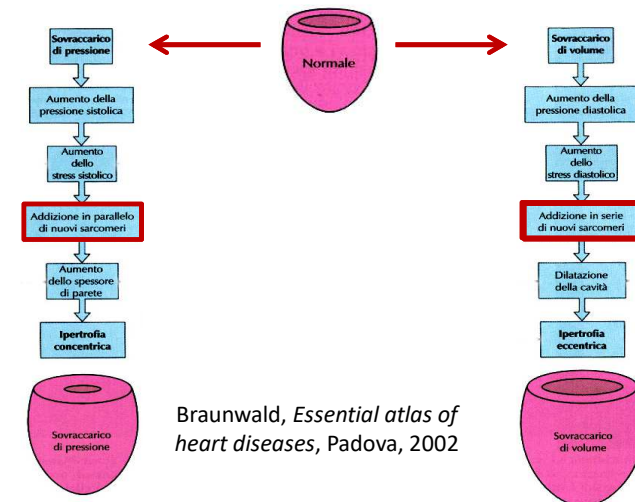 Normale
Sovraccarico
di pressione
Aumento della
pressione sistolica
Aumento
dello
stress sistolico
Addizione in parallelo
di nuovi sarcomeri
Aumento
dello spessore
di parete
Ipertrofia
concentrica
Sovraccarico
di pressione
Sovraccarico
di volume
Aumento della
pressione diastolica
Aumento
dello
stress diastolico
Addizione in serie
di nuovi sarcomeri
Dilatazione
della cavità
Ipertrofia
eccentrica
Sovraccarico
di volume
Braunwald, Essential atlas of
heart diseases, Padova, 2002